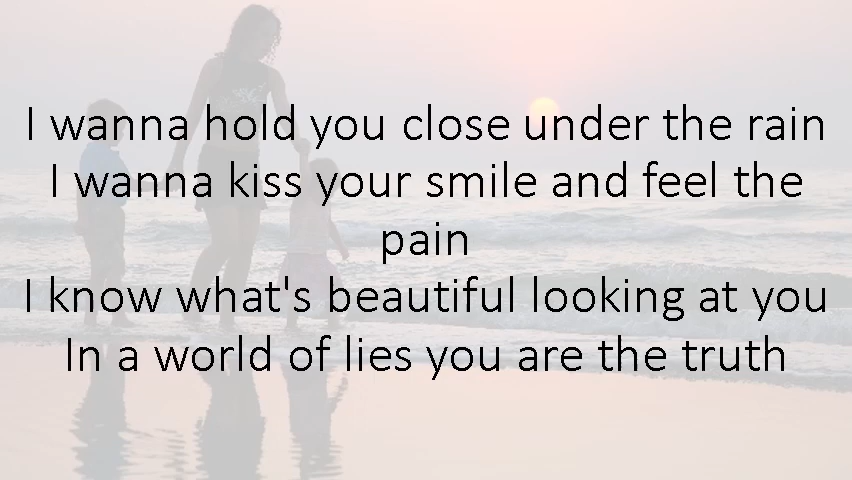 I wanna hold you close under the rain
I wanna kiss your smile and feel the
pain
I know what's beautiful looking at you
In a world of lies you are the truth